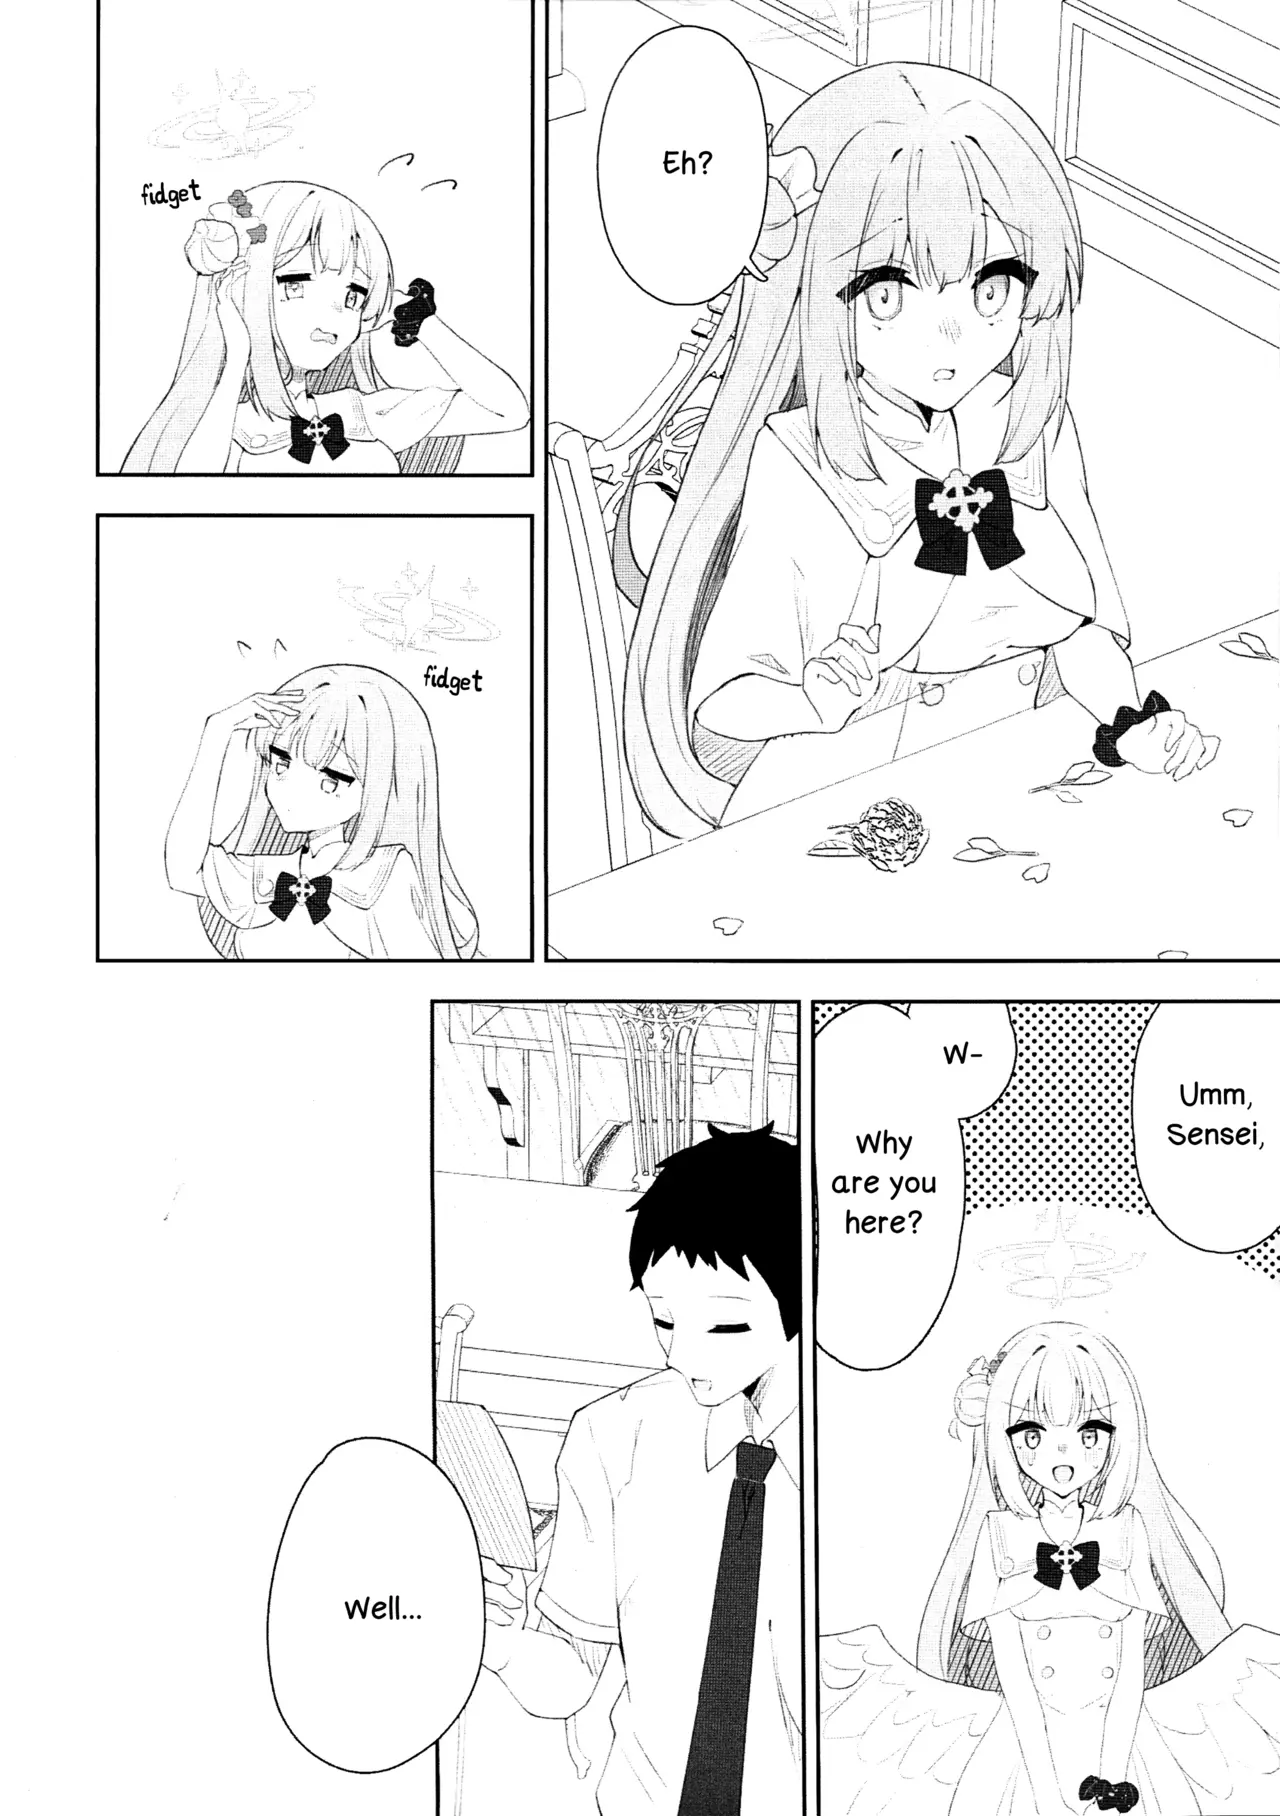 Eh?
fidget
fidget
Umm,
Sensei,
W-
Why
are you
here?
Well...